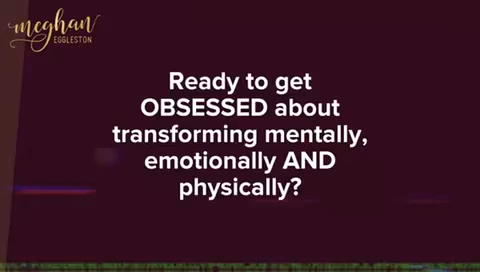 meghan
EGGLESTON
Ready to get
OBSESSED about
transforming mentally,
emotionally AND
physically?